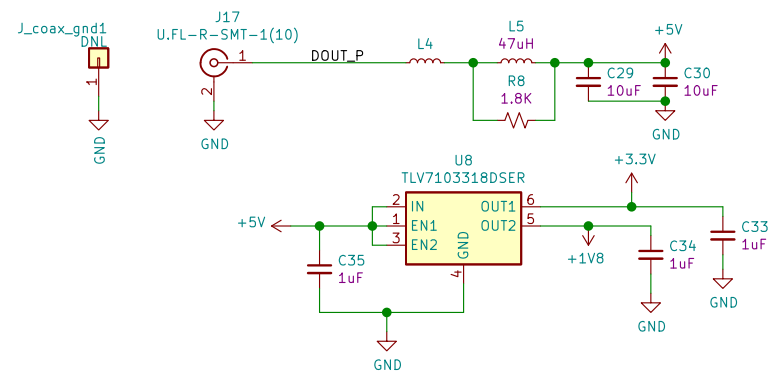 J_coax_gnd1
DNL
1
GND
J17
U.FL-R-SMT-1(10)
1
2
GND
DOUT_P
L4
L5
47uH
R8
1.8K
+5V
C29
10uF
C30
10uF
GND
U8
TLV7103318DSER
+5V
2
1
3
IN
EN1
EN2
GND
4
OUT1
OUT2
6
5
+3.3V
+1V8
C33
1uF
GND
C34
1uF
GND
C35
1uF
GND